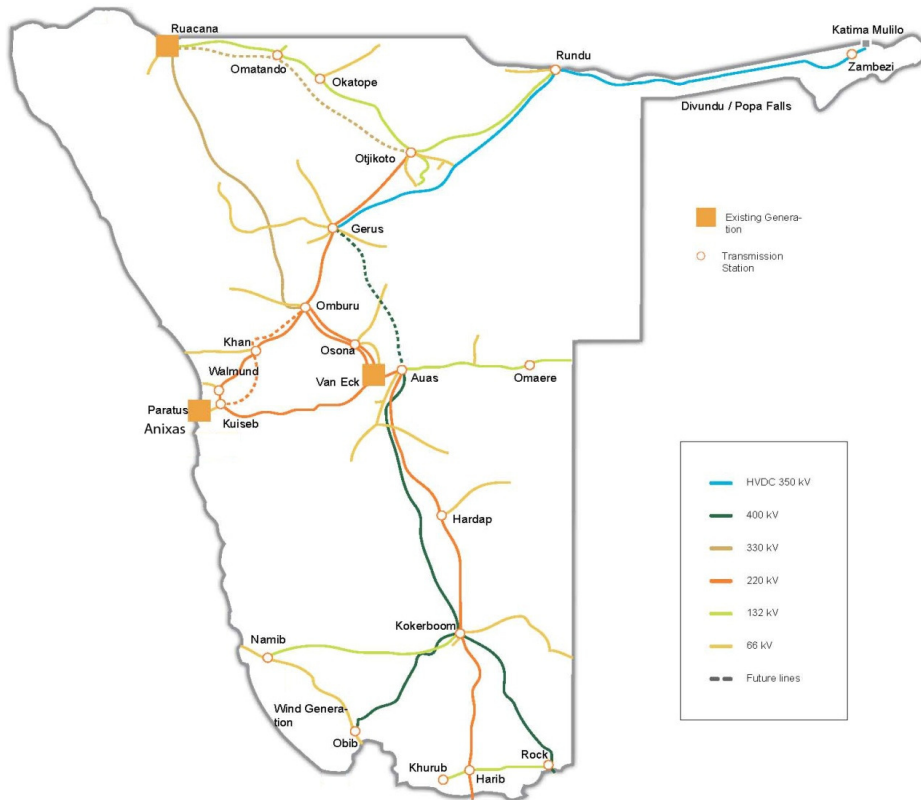 Ruacana
Katima Mulilo
Omatando
Rundu
Zambezi
Okatope
Divundu / Popa Falls
Otjikoto
Existing Genera-
tion
Gerus
Transmission
Station
Omburu
Khan
Osona
Walmund
Van Eck
Auas
Omaere
Paratus
Anixas
Kuiseb
HVDC 350 kV
400 kV
330 kV
220 kV
132 kV
66 kV
Future lines
Hardap
Kokerboom
Namib
Wind Genera-
tion
Obib
Rock
Khurub
Harib